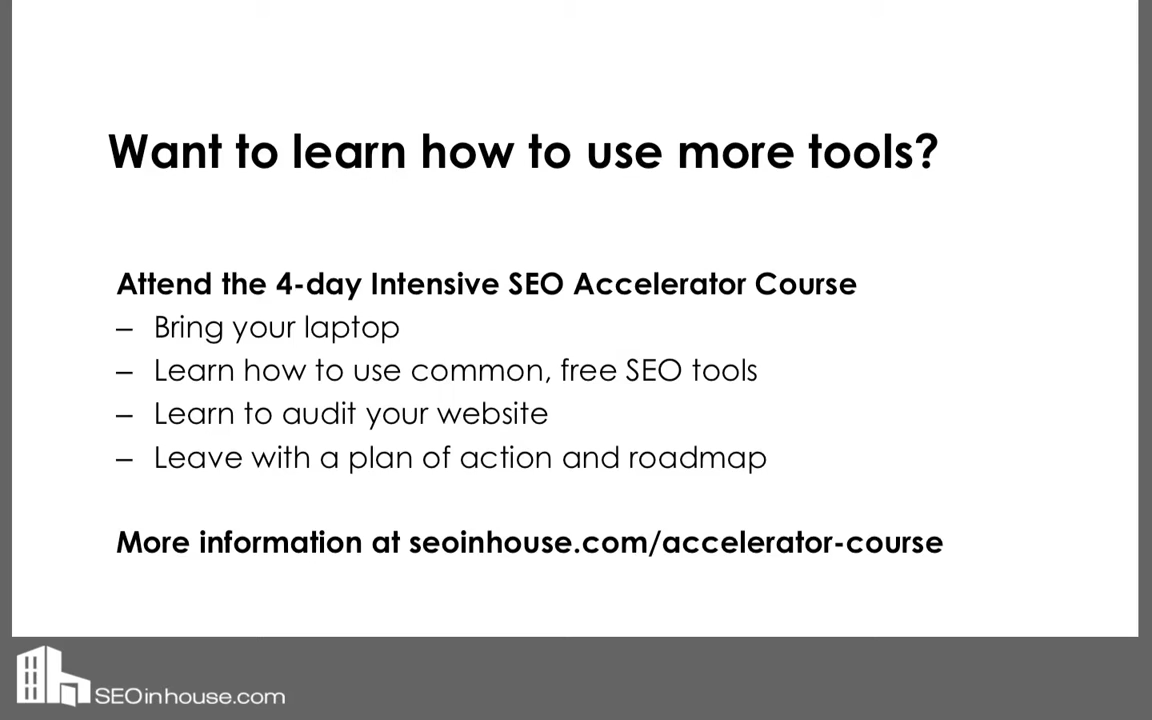 Want to learn how to use more tools?
Attend the 4-day Intensive SEO Accelerator Course
– Bring your laptop
– Learn how to use common, free SEO tools
– Learn to audit your website
– Leave with a plan of action and roadmap
More information at seoinhouse.com/accelerator-course
SEOinhouse.com